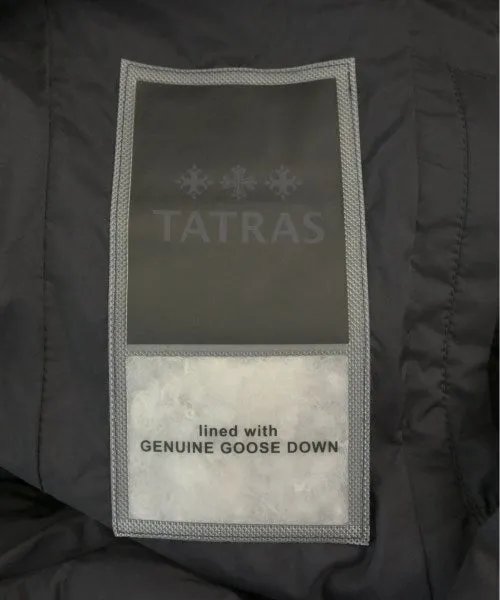 TATRAS
lined with
GENUINE GOOSE DOWN